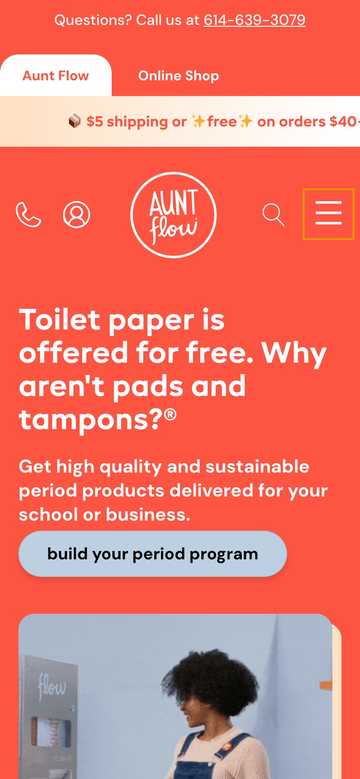 Questions? Call us at 614-639-3079
Aunt Flow
Online Shop
📦 $5 shipping or ✨free✨ on orders $40
AUNT
flow
Toilet paper is
offered for free. Why
aren't pads and
tampons?®
Get high quality and sustainable
period products delivered for your
school or business.
build your period program
flow